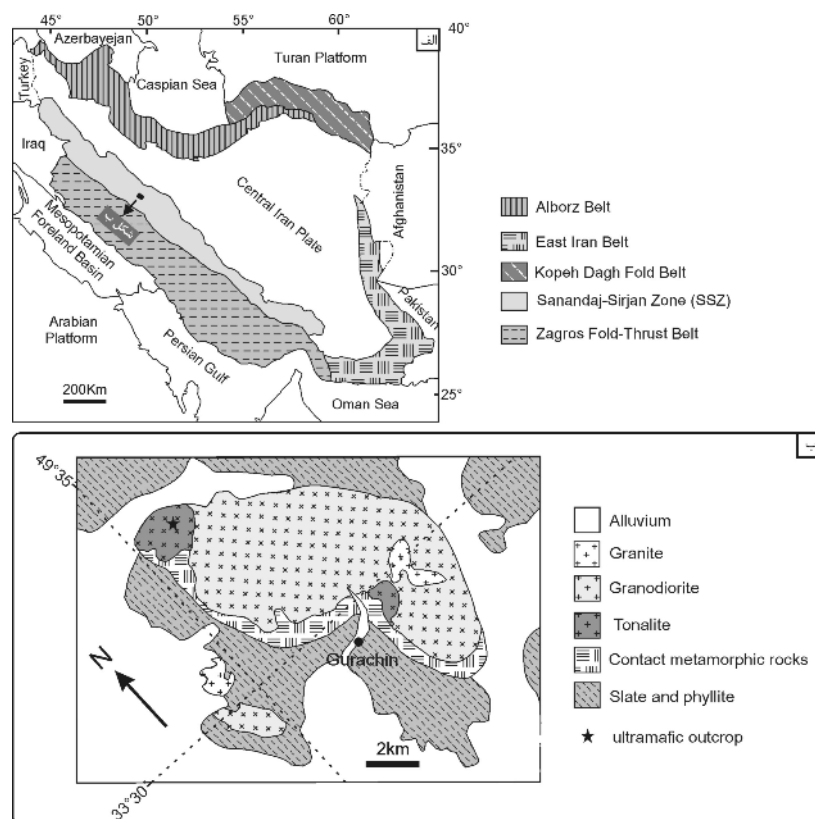 45°
50°
55°
60°
40°
الف
Azerbayejan
Turan Platform
Turkey
Caspian Sea
35°
Iraq
Central Iran Plate
Afghanistan
شکل ب
Mesopotamian
Foreland Basin
30°
Pakistan
Arabian
Platform
Persian Gulf
200Km
25°
Oman Sea
Alborz Belt
East Iran Belt
Kopeh Dagh Fold Belt
Sanandaj-Sirjan Zone (SSZ)
Zagros Fold-Thrust Belt
ب
49°35
N
Gurachin
2km
33°30
Alluvium
Granite
Granodiorite
Tonalite
Contact metamorphic rocks
Slate and phyllite
ultramafic outcrop